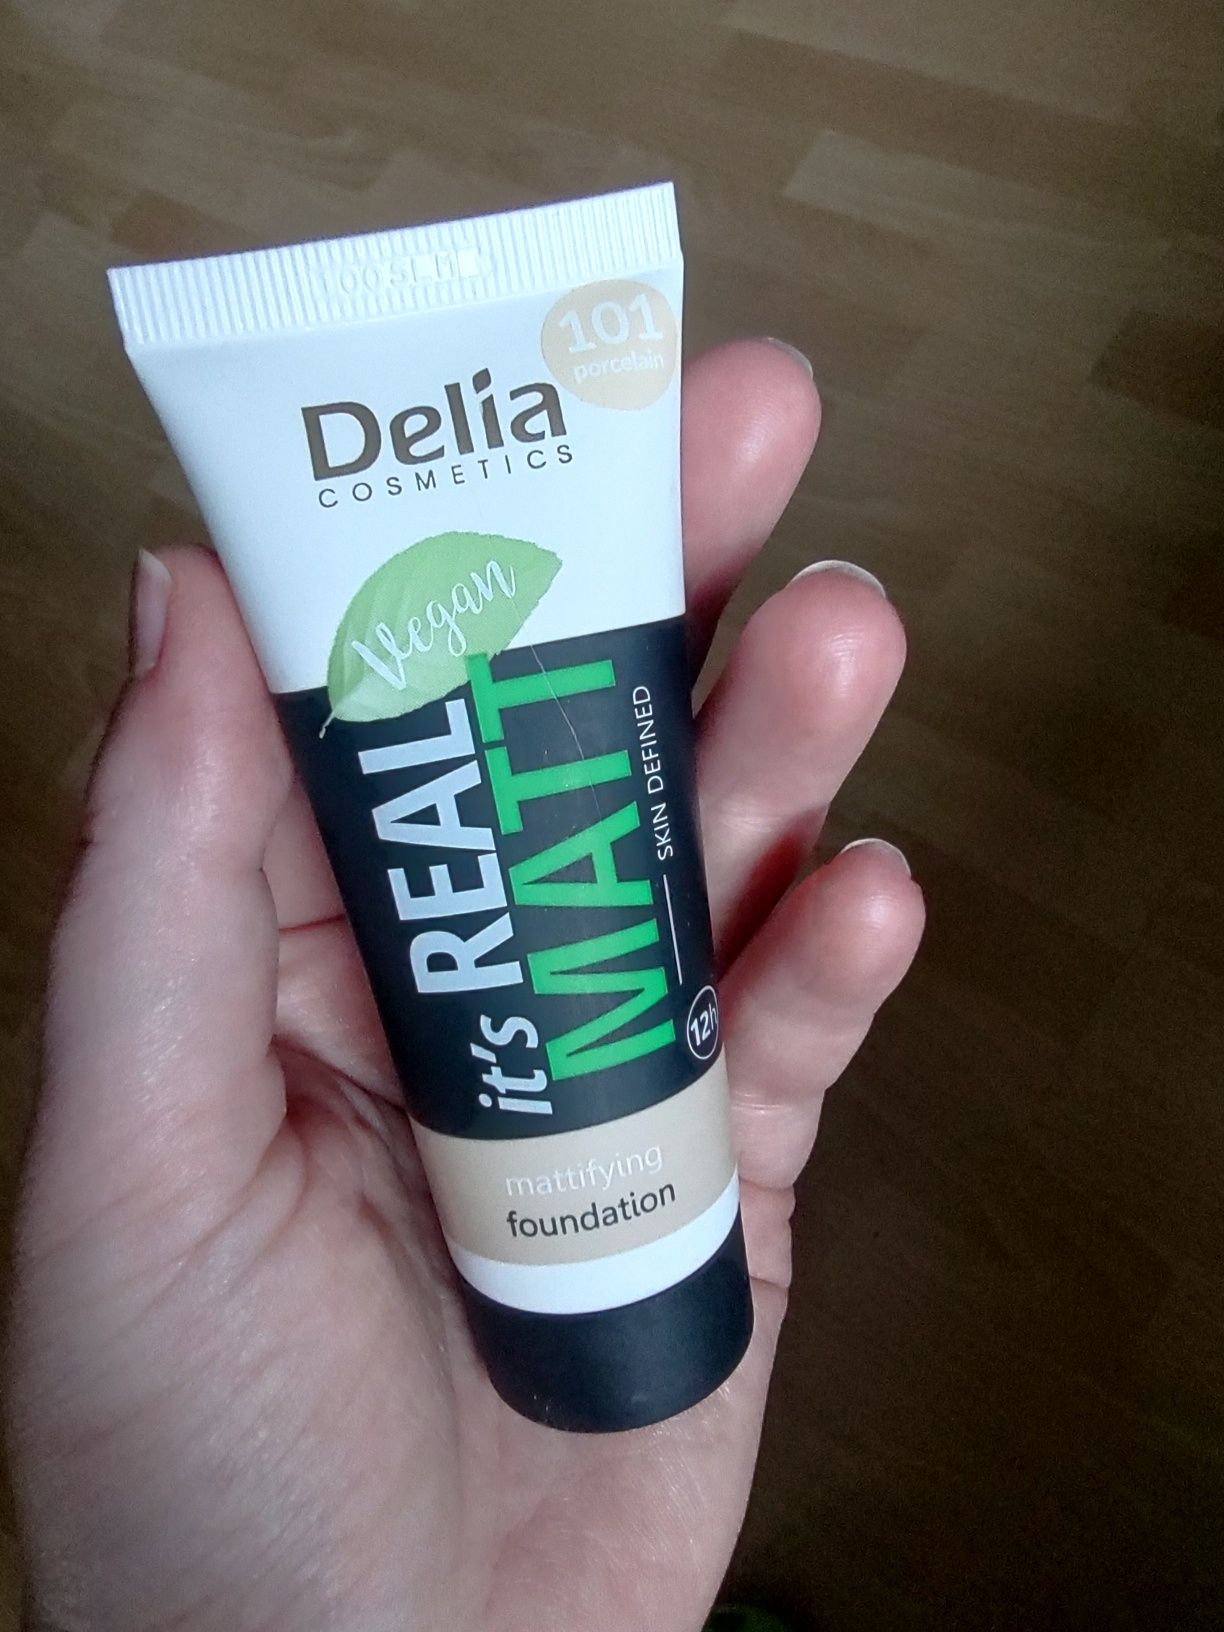 101
porcelain
Delia
COSMETICS
Vegan
it's REAL
MATT
SKIN DEFINED
12h
mattifying
foundation